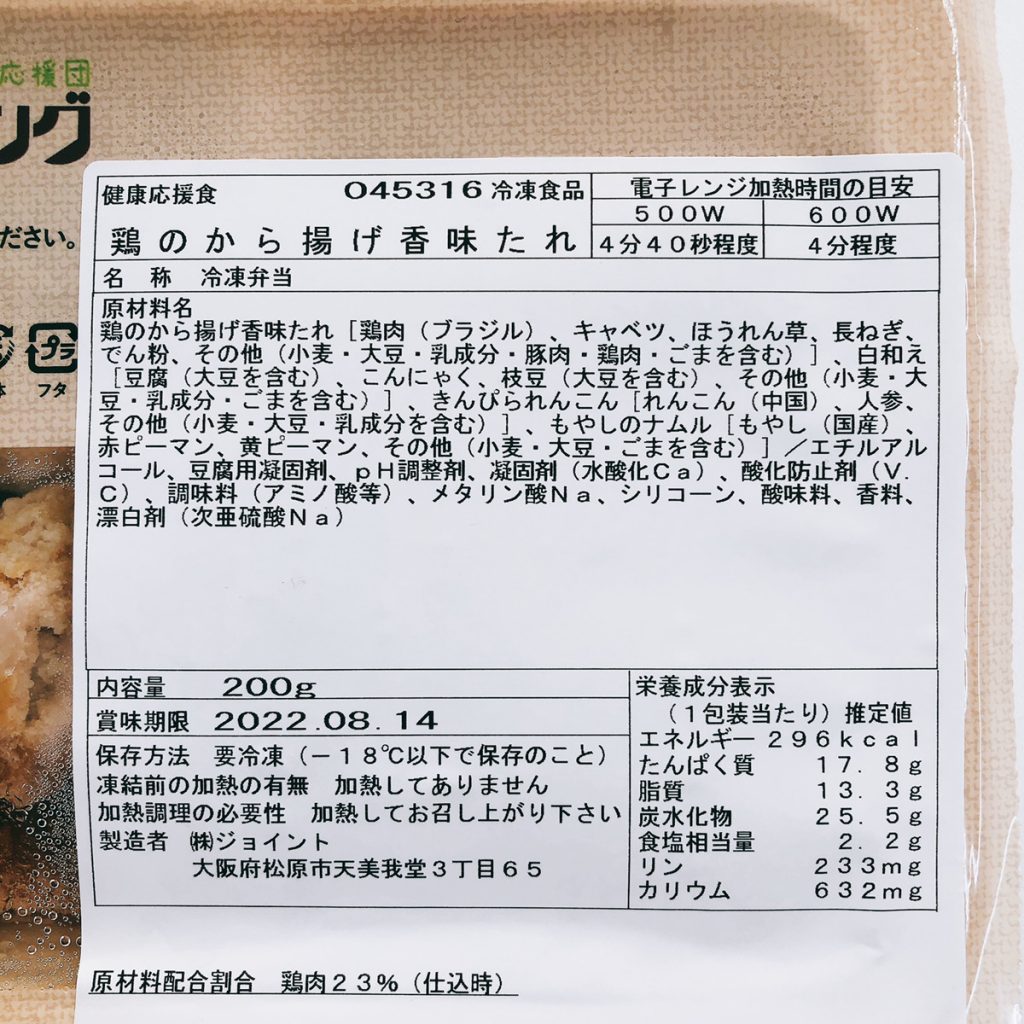 応援団
ング
ださい。
プラ
フタ
健康応援食 045316 冷凍食品
電子レンジ加熱時間の目安
500W 600W
鶏のから揚げ香味たれ
4分40秒程度 4分程度
名 称 冷凍弁当
原材料名
鶏のから揚げ香味たれ［鶏肉（ブラジル）、キャベツ、ほうれん草、長ねぎ、
でん粉、その他（小麦・大豆・乳成分・豚肉・鶏肉・ごまを含む）］、白和え
［豆腐（大豆を含む）、こんにゃく、枝豆（大豆を含む）、その他（小麦・大
豆・乳成分・ごまを含む）］、きんぴられんこん［れんこん（中国）、人参、
その他（小麦・大豆・乳成分を含む）］、もやしのナムル［もやし（国産）、
赤ピーマン、黄ピーマン、その他（小麦・大豆・ごまを含む）］／エチルアル
コール、豆腐用凝固剤、pH調整剤、凝固剤（水酸化Ca）、酸化防止剤（V.
C）、調味料（アミノ酸等）、メタリン酸Na、シリコーン、酸味料、香料、
漂白剤（次亜硫酸Na）
内容量 200g
賞味期限 2022.08.14
保存方法 要冷凍（－18℃以下で保存のこと）
凍結前の加熱の有無 加熱してありません
加熱調理の必要性 加熱してお召し上がり下さい
製造者 ㈱ジョイント
大阪府松原市天美我堂3丁目65
栄養成分表示
（1包装当たり）推定値
エネルギー 296kcal
たんぱく質 17.8g
脂質 13.3g
炭水化物 25.5g
食塩相当量 2.2g
リン 233mg
カリウム 632mg
原材料配合割合 鶏肉23%（仕込時）